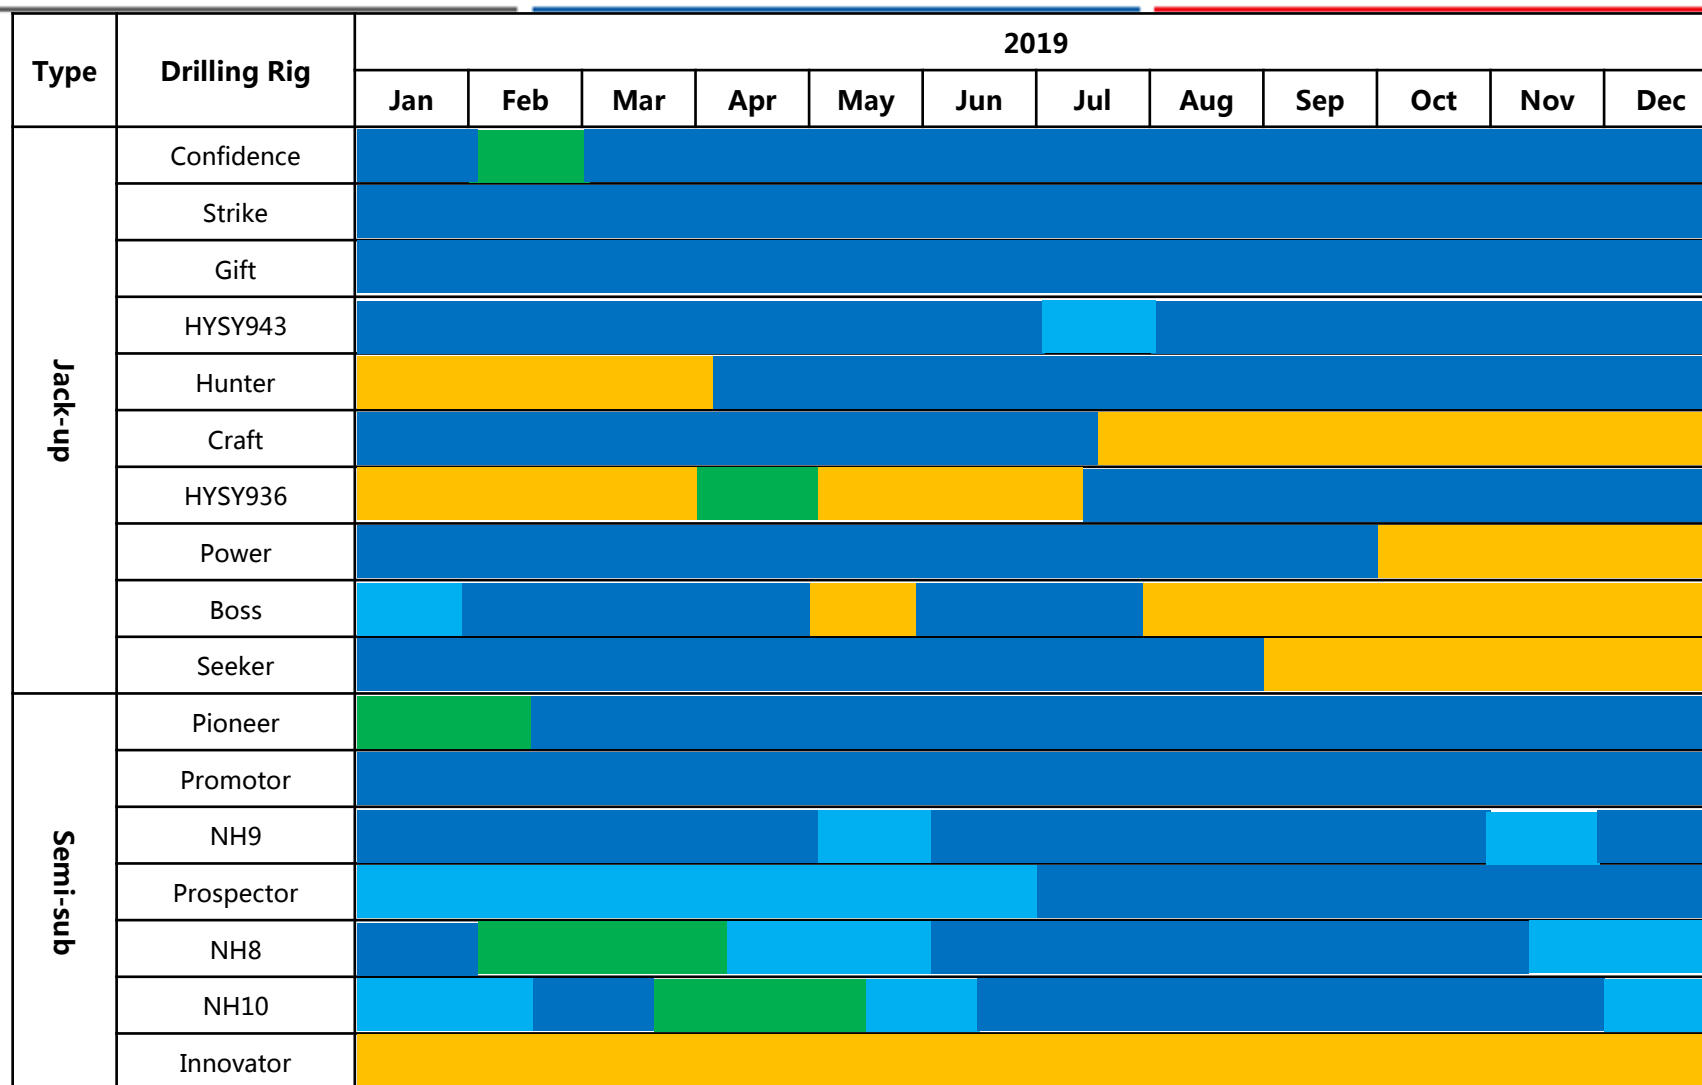 Type
Drilling Rig
2019
Jan
Feb
Mar
Apr
May
Jun
Jul
Aug
Sep
Oct
Nov
Dec
Jack-up
Confidence
Strike
Gift
HYSY943
Hunter
Craft
HYSY936
Power
Boss
Seeker
Semi-sub
Pioneer
Promotor
NH9
Prospector
NH8
NH10
Innovator